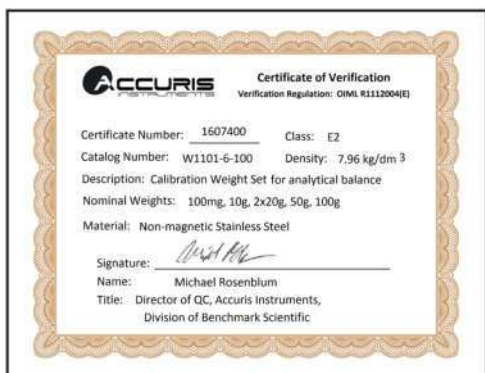 ACCURIS
INSTRUMENTS
Certificate of Verification
Verification Regulation: OIML R1112004(E)
Certificate Number: 1607400 Class: E2
Catalog Number: W1101-6-100 Density: 7.96 kg/dm 3
Description: Calibration Weight Set for analytical balance
Nominal Weights: 100mg, 10g, 2x20g, 50g, 100g
Material: Non-magnetic Stainless Steel
Signature:
Name: Michael Rosenblum
Title: Director of QC, Accuris Instruments,
Division of Benchmark Scientific